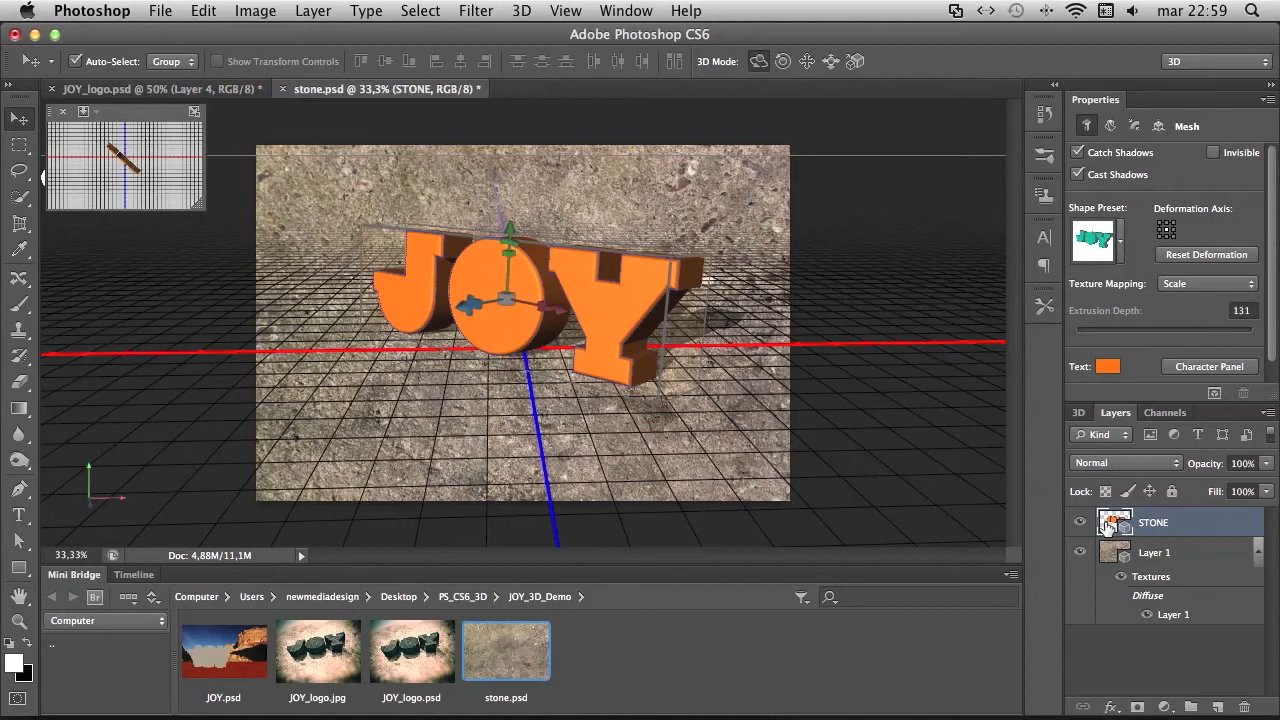 Photoshop File Edit Image Layer Type Select Filter 3D View Window Help mar 22:59
Adobe Photoshop CS6
Auto-Select: Group Show Transform Controls 3D Mode: 3D
JOY_logo.psd @ 50% (Layer 4, RGB/8) * stone.psd @ 33,3% (STONE, RGB/8) *
Properties
Mesh
Catch Shadows Invisible
Cast Shadows
Shape Preset: Deformation Axis:
JOY
Reset Deformation
Texture Mapping: Scale
Extrusion Depth: 131
Text: Character Panel
3D Layers Channels
Kind
Normal Opacity: 100%
Lock: Fill: 100%
STONE
Layer 1
Textures
Diffuse
Layer 1
33,33% Doc: 4,88M/11,1M
Mini Bridge Timeline
Br Computer Users newmediadesign Desktop PS_CS6_3D JOY_3D_Demo
Computer
..
JOY JOY
JOY.psd JOY_logo.jpg JOY_logo.psd stone.psd